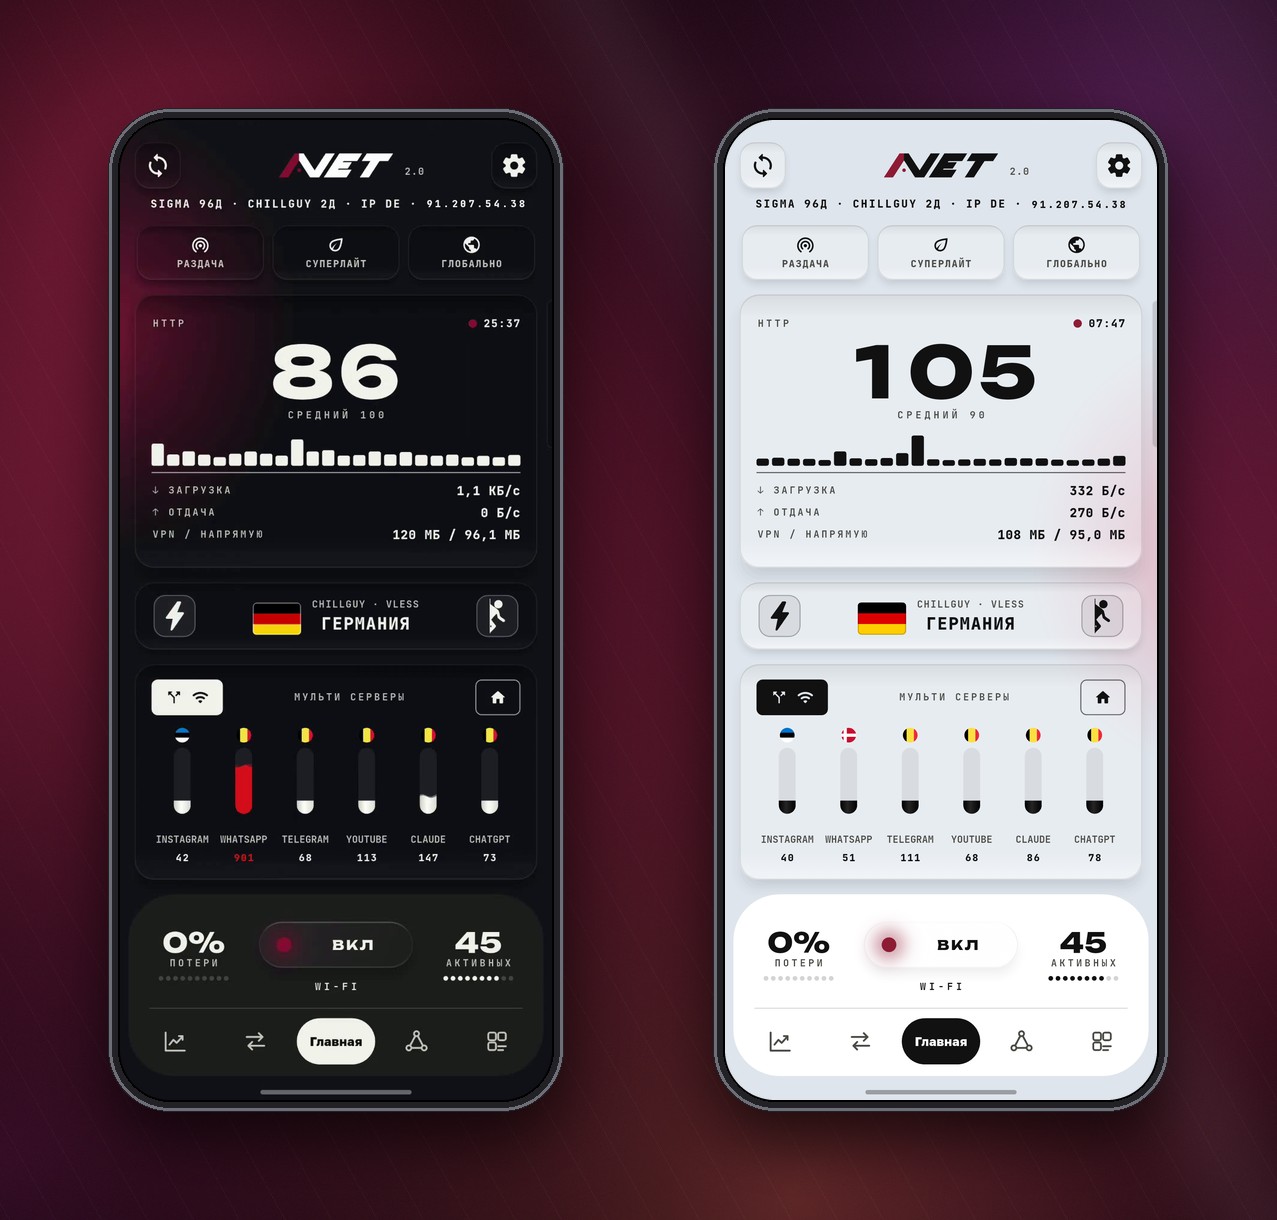 NET 2.0
SIGMA 96Д · CHILLGUY 2Д · IP DE · 91.207.54.38
РАЗДАЧА СУПЕРЛАЙТ ГЛОБАЛЬНО
HTTP 25:37
86
СРЕДНИЙ 100
↓ ЗАГРУЗКА 1,1 КБ/с
↑ ОТДАЧА 0 Б/с
VPN / НАПРЯМУЮ 120 МБ / 96,1 МБ
CHILLGUY · VLESS
ГЕРМАНИЯ
МУЛЬТИ СЕРВЕРЫ
INSTAGRAM WHATSAPP TELEGRAM YOUTUBE CLAUDE CHATGPT
42 901 68 113 147 73
0% ВКЛ 45
ПОТЕРИ АКТИВНЫХ
WI-FI
Главная
NET 2.0
SIGMA 96Д · CHILLGUY 2Д · IP DE · 91.207.54.38
РАЗДАЧА СУПЕРЛАЙТ ГЛОБАЛЬНО
HTTP 07:47
105
СРЕДНИЙ 90
↓ ЗАГРУЗКА 332 Б/с
↑ ОТДАЧА 270 Б/с
VPN / НАПРЯМУЮ 108 МБ / 95,0 МБ
CHILLGUY · VLESS
ГЕРМАНИЯ
МУЛЬТИ СЕРВЕРЫ
INSTAGRAM WHATSAPP TELEGRAM YOUTUBE CLAUDE CHATGPT
40 51 111 68 86 78
0% ВКЛ 45
ПОТЕРИ АКТИВНЫХ
WI-FI
Главная